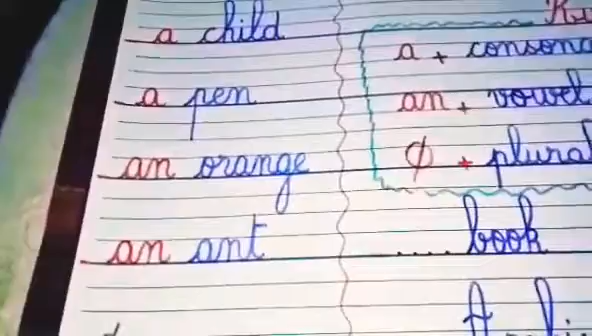 a child
a pen
an orange
an ant
a + consona
an + vowel
∅ + plural
.... book